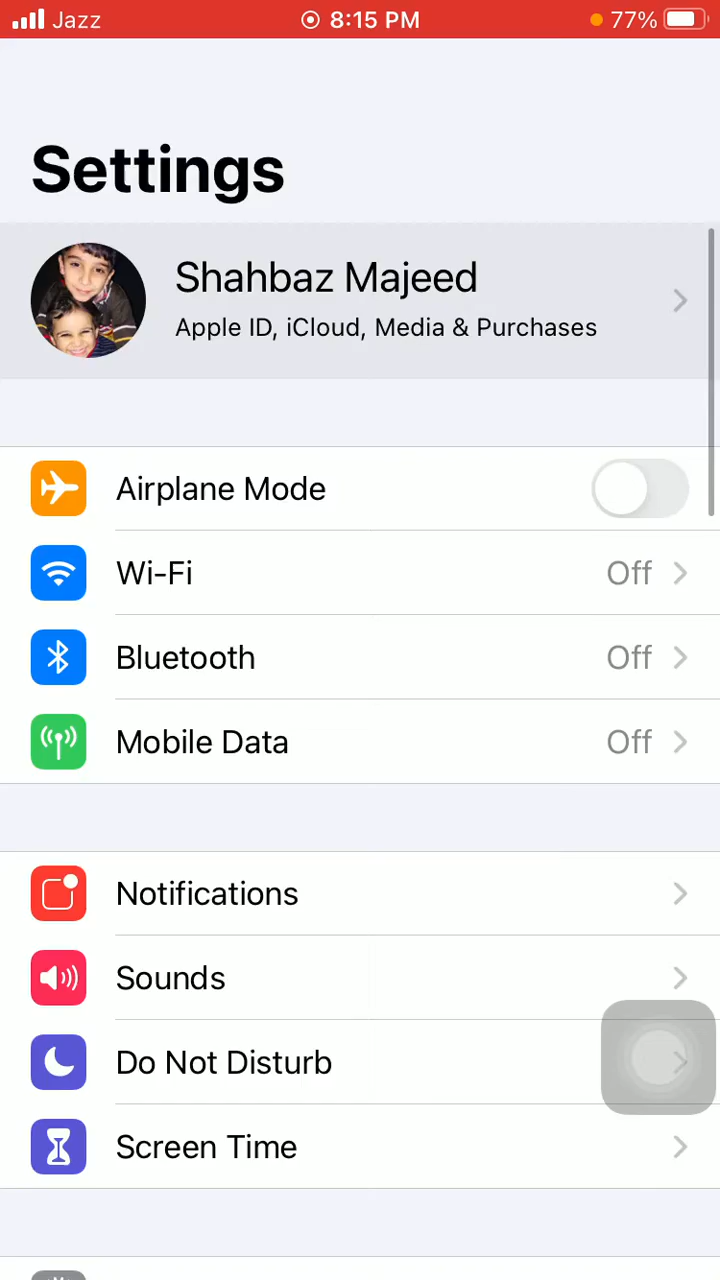 Jazz 8:15 PM 77%
Settings
Shahbaz Majeed
Apple ID, iCloud, Media & Purchases
Airplane Mode
Wi-Fi Off
Bluetooth Off
Mobile Data Off
Notifications
Sounds
Do Not Disturb
Screen Time